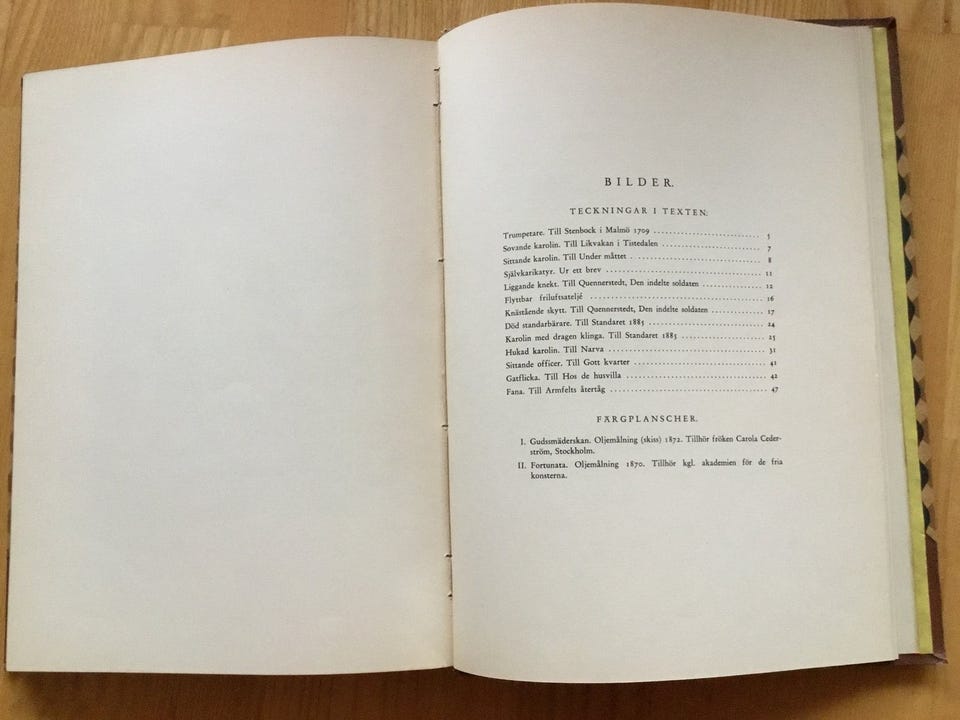 BILDER.
TECKNINGAR I TEXTEN:
Trumpetare. Till Stenbock i Malmö 1709 .......................... 5
Sovande karolin. Till Likvakan i Tistedalen .......................... 7
Sittande karolin. Till Under måttet .......................... 8
Självkarikatyr. Ur ett brev .......................... 11
Liggande knekt. Till Quennerstedt, Den indelte soldaten .......................... 12
Flyttbar friluftsateljé .......................... 16
Knästående skytt. Till Quennerstedt, Den indelte soldaten .......................... 17
Död standarbärare. Till Standaret 1885 .......................... 24
Karolin med dragen klinga. Till Standaret 1885 .......................... 25
Hukad karolin. Till Narva .......................... 31
Sittande officer. Till Gott kvarter .......................... 41
Gatflicka. Till Hos de husvilla .......................... 42
Fana. Till Armfelts återtåg .......................... 47
FÄRGPLANSCHER.
I. Gudssmäderskan. Oljemålning (skiss) 1872. Tillhör fröken Carola Ceder-
ström, Stockholm.
II. Fortunata. Oljemålning 1870. Tillhör kgl. akademien för de fria
konsterna.